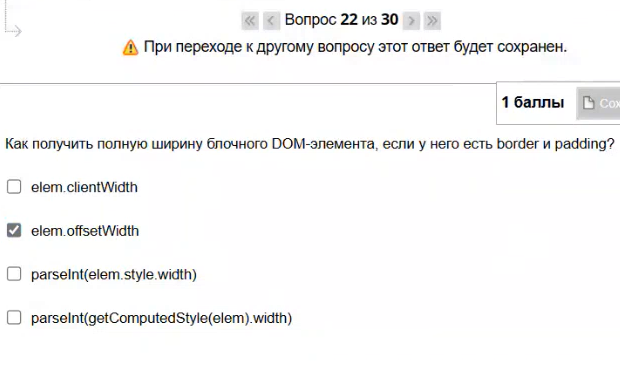 « < Вопрос 22 из 30 > »
При переходе к другому вопросу этот ответ будет сохранен.
1 баллы
Как получить полную ширину блочного DOM-элемента, если у него есть border и padding?
elem.clientWidth
elem.offsetWidth
parseInt(elem.style.width)
parseInt(getComputedStyle(elem).width)